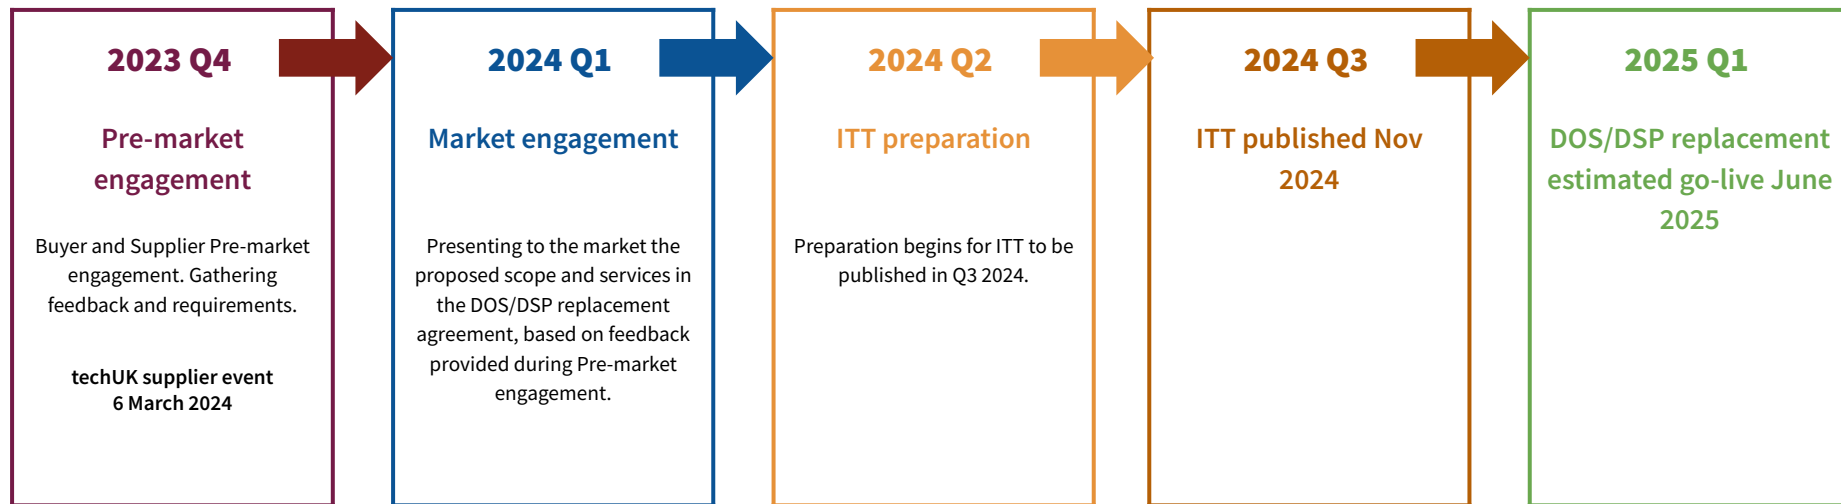 2023 Q4
Pre-market
engagement
Buyer and Supplier Pre-market
engagement. Gathering
feedback and requirements.
techUK supplier event
6 March 2024
2024 Q1
Market engagement
Presenting to the market the
proposed scope and services in
the DOS/DSP replacement
agreement, based on feedback
provided during Pre-market
engagement.
2024 Q2
ITT preparation
Preparation begins for ITT to be
published in Q3 2024.
2024 Q3
ITT published Nov
2024
2025 Q1
DOS/DSP replacement
estimated go-live June
2025